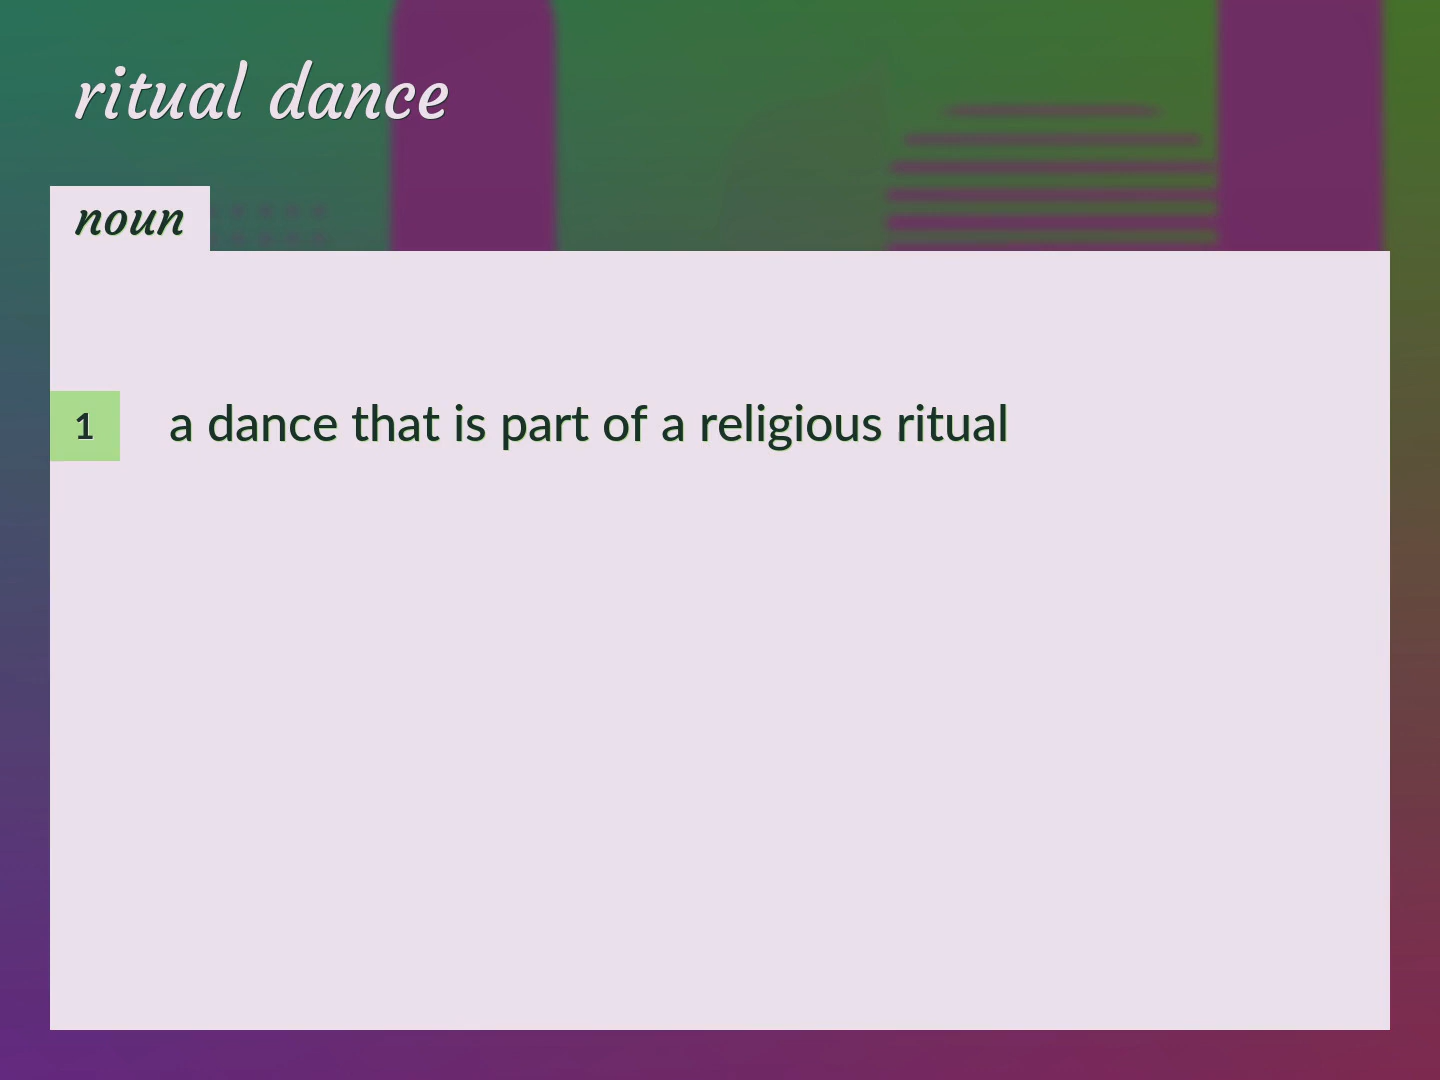 ritual dance
noun
1 a dance that is part of a religious ritual